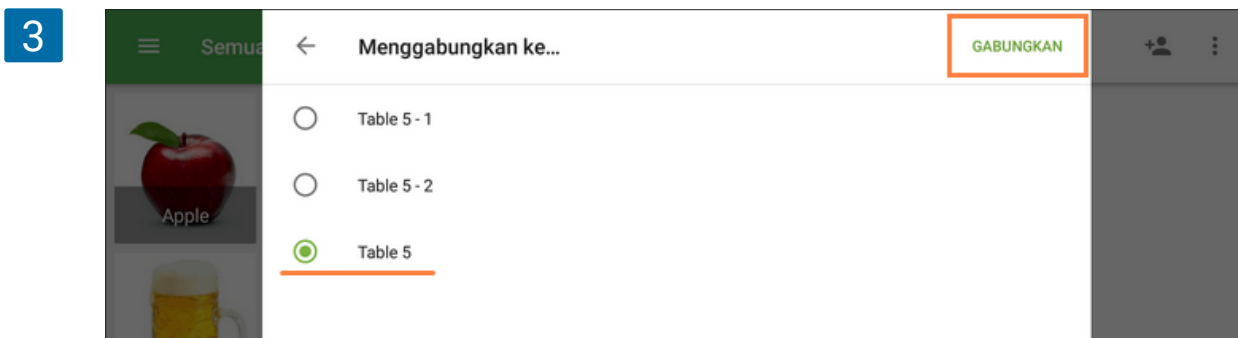 3
Semua
Menggabungkan ke...
GABUNGKAN
Table 5 - 1
Table 5 - 2
Apple
Table 5